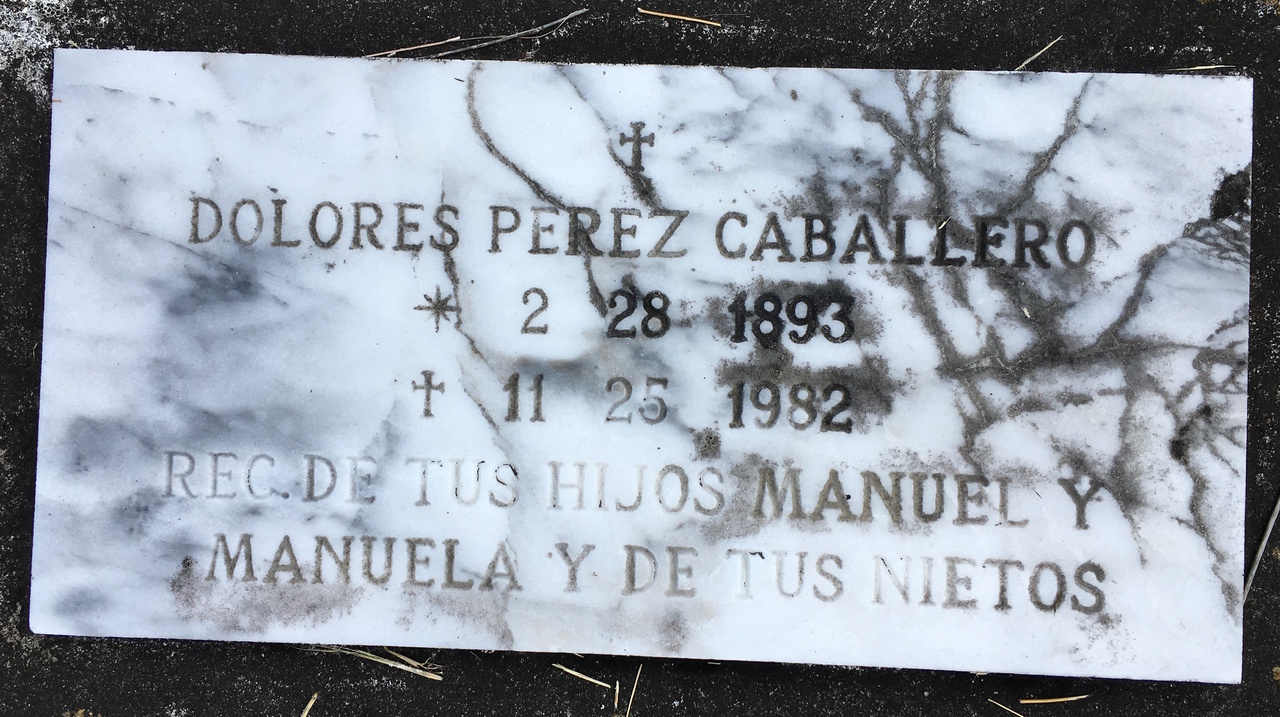 DOLORES PEREZ CABALLERO
* 2 28 1893
† 11 25 1982
REC. DE TUS HIJOS MANUEL Y
MANUELA Y DE TUS NIETOS